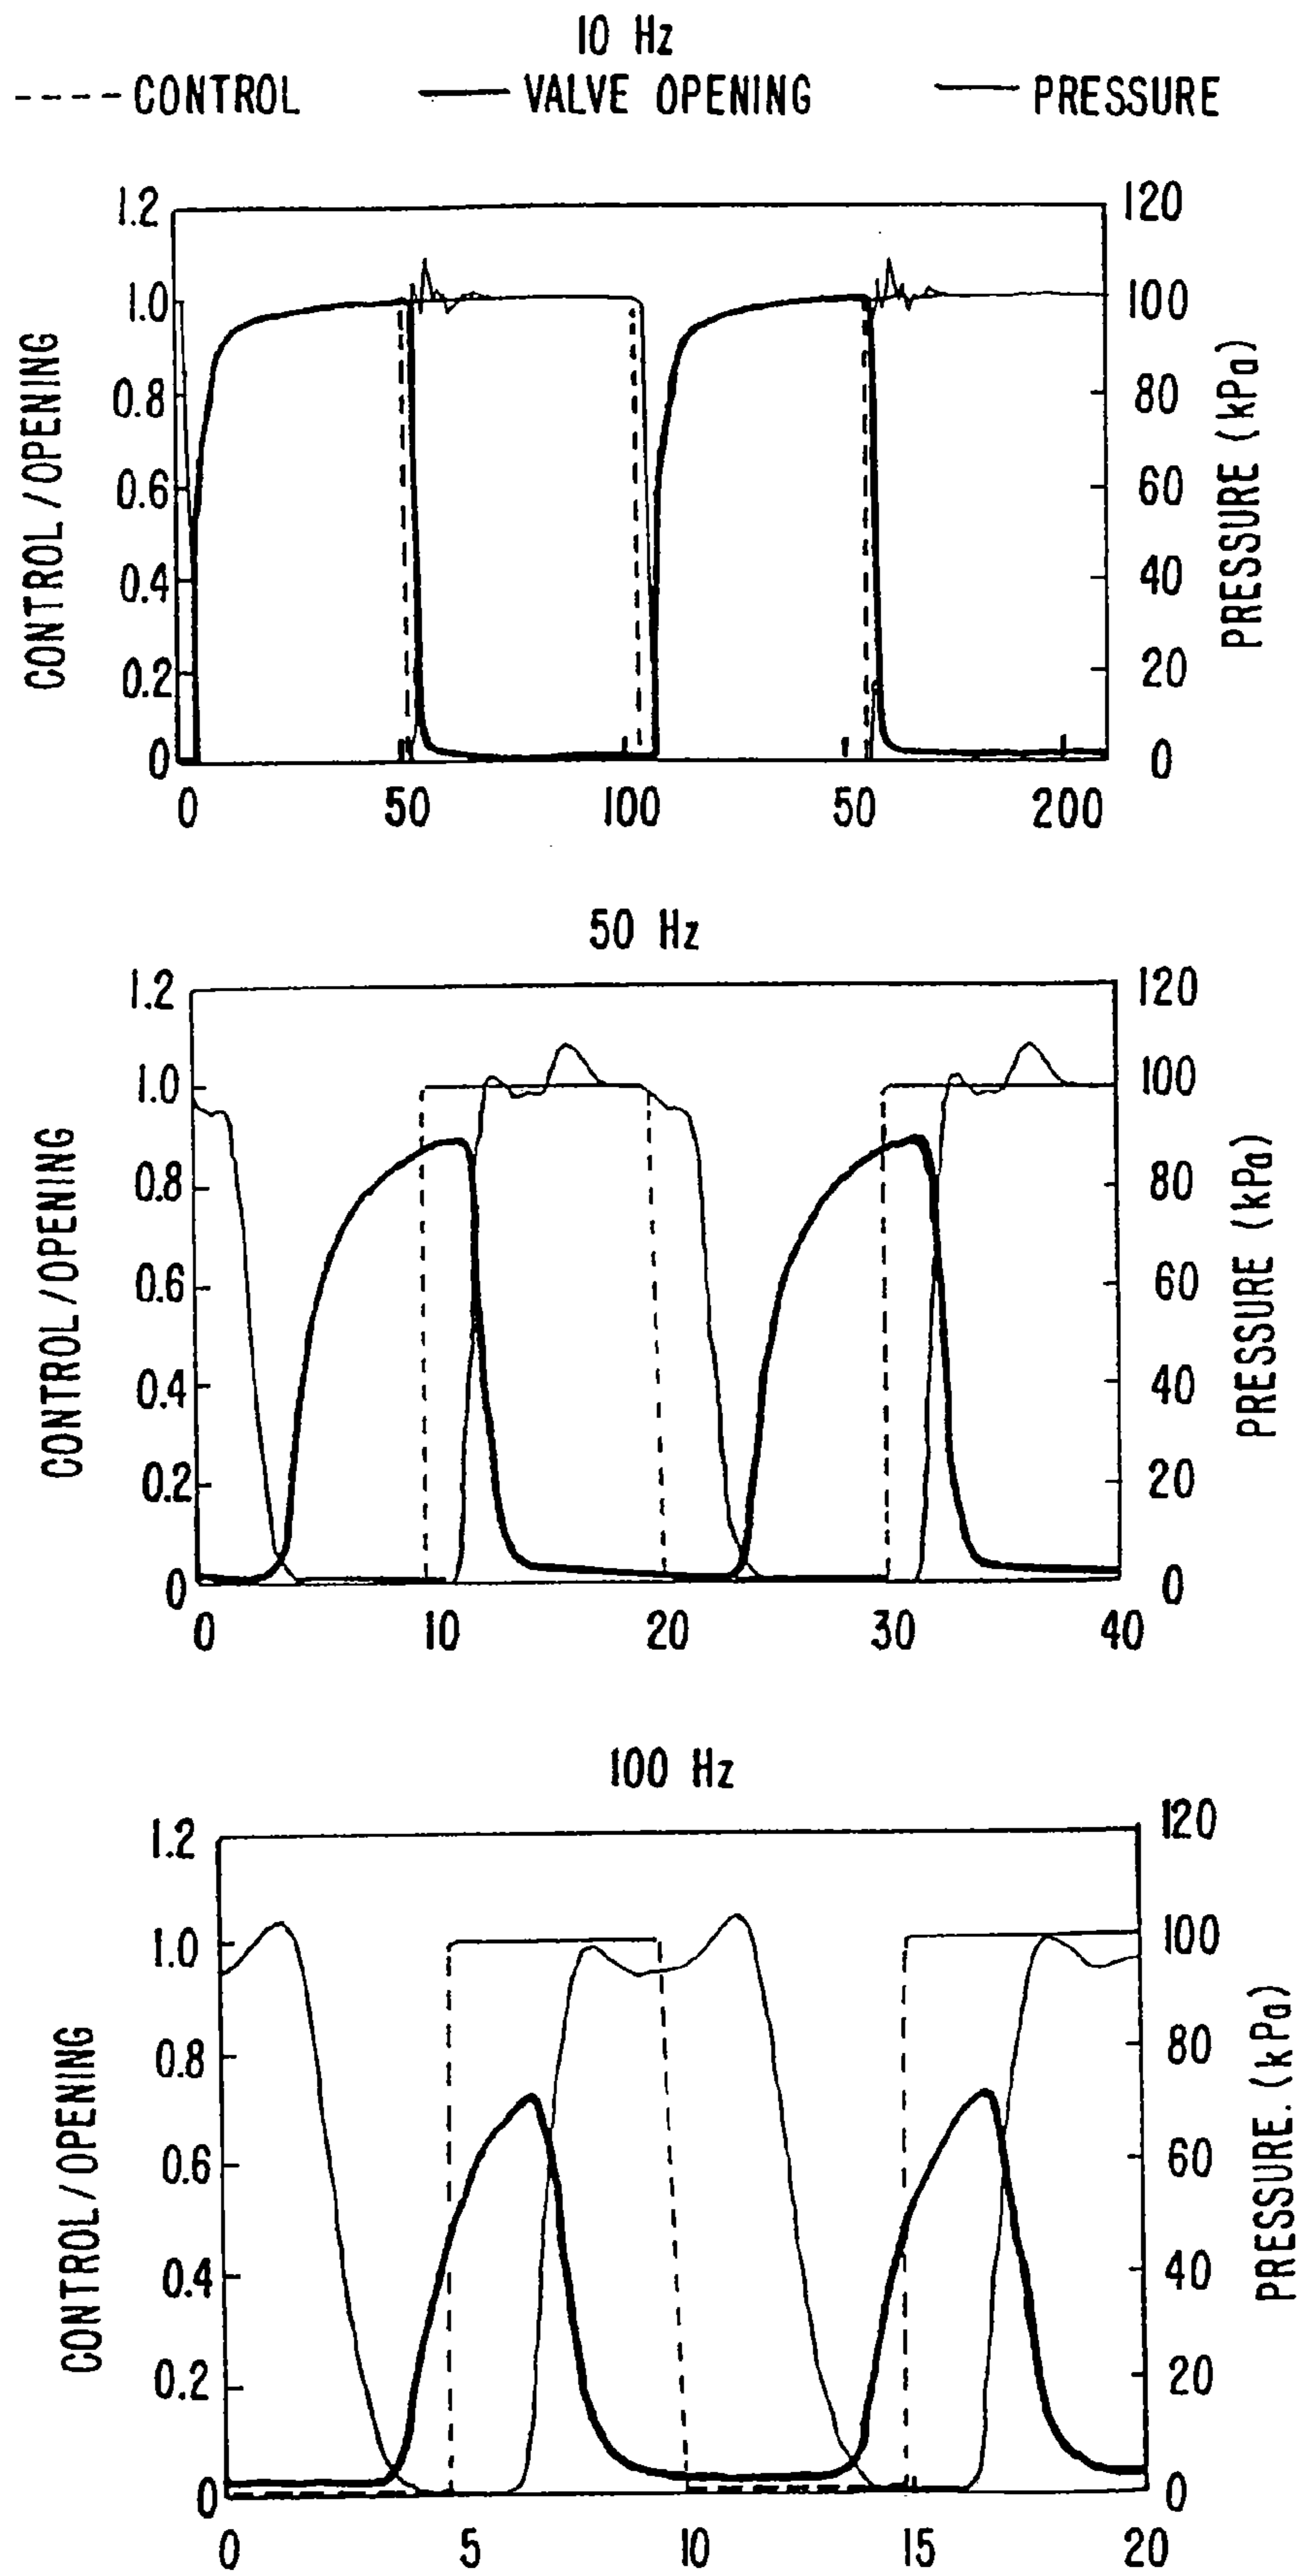 10 Hz
---- CONTROL — VALVE OPENING — PRESSURE
1.2 120
1.0 100
0.8 80
0.6 60
0.4 40
0.2 20
0 0
CONTROL / OPENING
PRESSURE (kPa)
0 50 100 50 200
50 Hz
1.2 120
1.0 100
0.8 80
0.6 60
0.4 40
0.2 20
0 0
CONTROL / OPENING
PRESSURE (kPa)
0 10 20 30 40
100 Hz
1.2 120
1.0 100
0.8 80
0.6 60
0.4 40
0.2 20
0 0
CONTROL / OPENING
PRESSURE. (kPa)
0 5 10 15 20